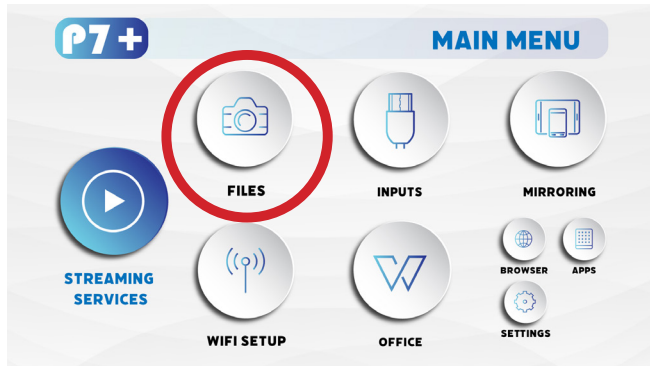 P7+
MAIN MENU
FILES
INPUTS
MIRRORING
STREAMING
SERVICES
BROWSER
APPS
WIFI SETUP
OFFICE
SETTINGS